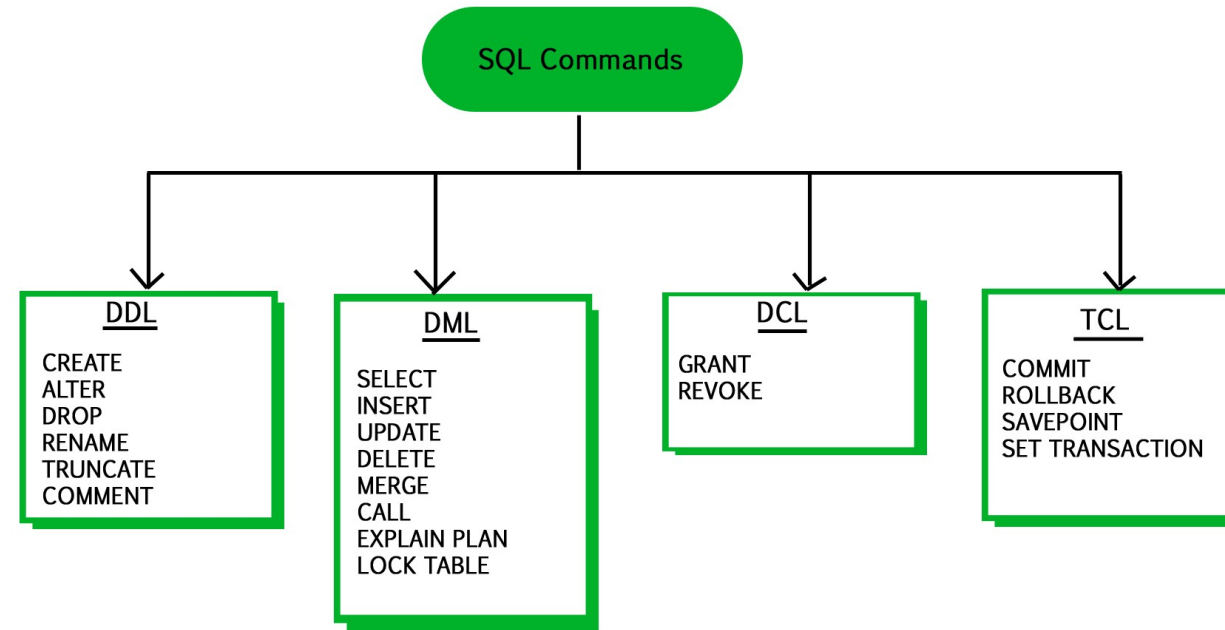 SQL Commands
DDL
CREATE
ALTER
DROP
RENAME
TRUNCATE
COMMENT
DML
SELECT
INSERT
UPDATE
DELETE
MERGE
CALL
EXPLAIN PLAN
LOCK TABLE
DCL
GRANT
REVOKE
TCL
COMMIT
ROLLBACK
SAVEPOINT
SET TRANSACTION